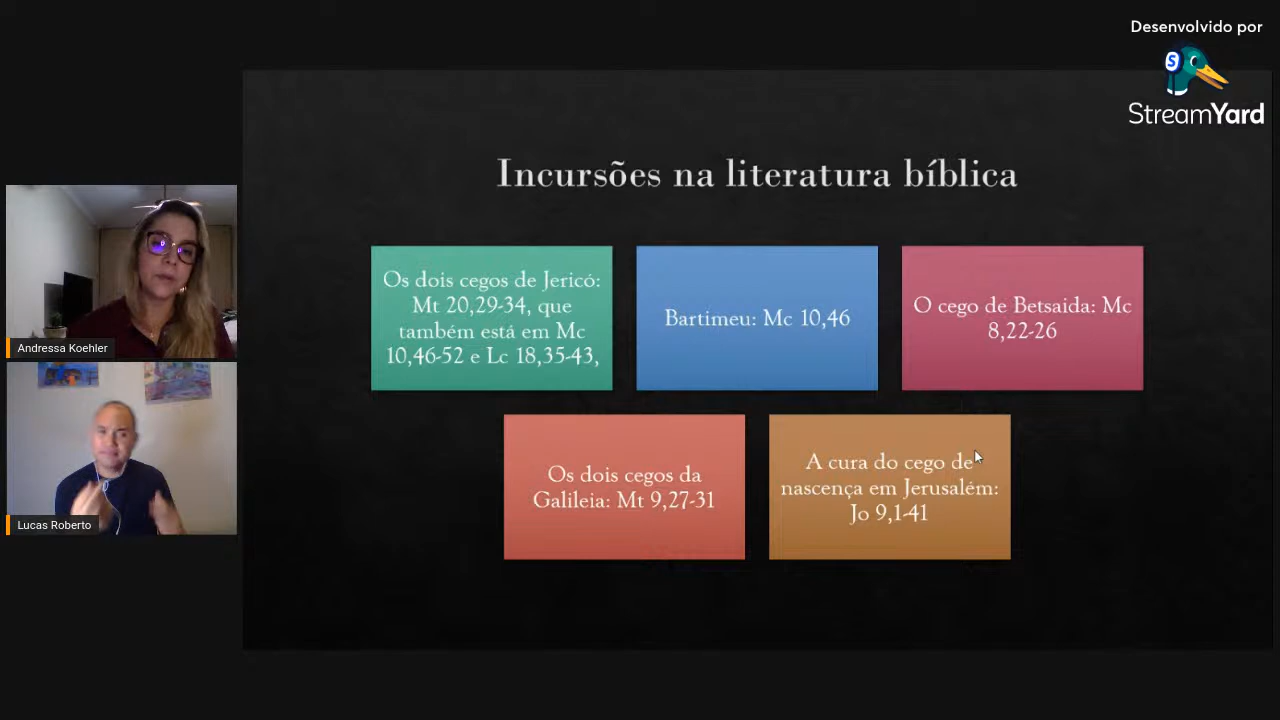 Desenvolvido por
StreamYard
Incursões na literatura bíblica
Os dois cegos de Jericó:
Mt 20,29-34, que
também está em Mc
10,46-52 e Lc 18,35-43,
Bartimeu: Mc 10,46
O cego de Betsaida: Mc
8,22-26
Os dois cegos da
Galileia: Mt 9,27-31
A cura do cego de
nascença em Jerusalém:
Jo 9,1-41
Andressa Koehler
Lucas Roberto